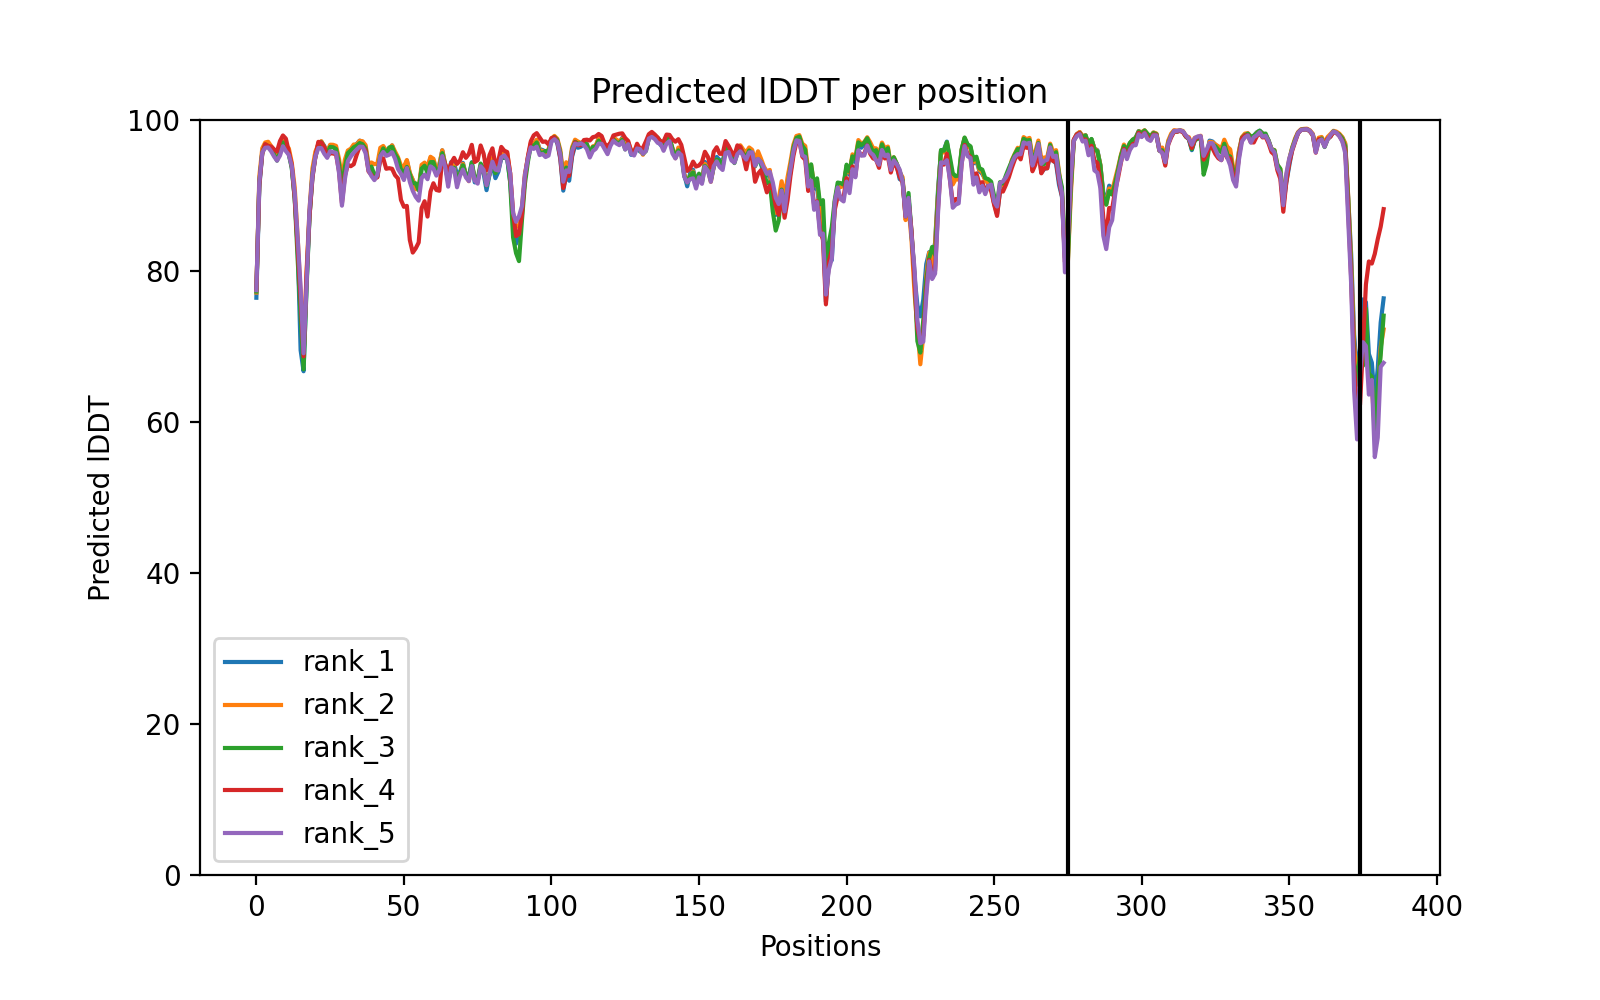 Predicted lDDT per position
100
80
60
40
20
0
Predicted lDDT
rank_1
rank_2
rank_3
rank_4
rank_5
0 50 100 150 200 250 300 350 400
Positions